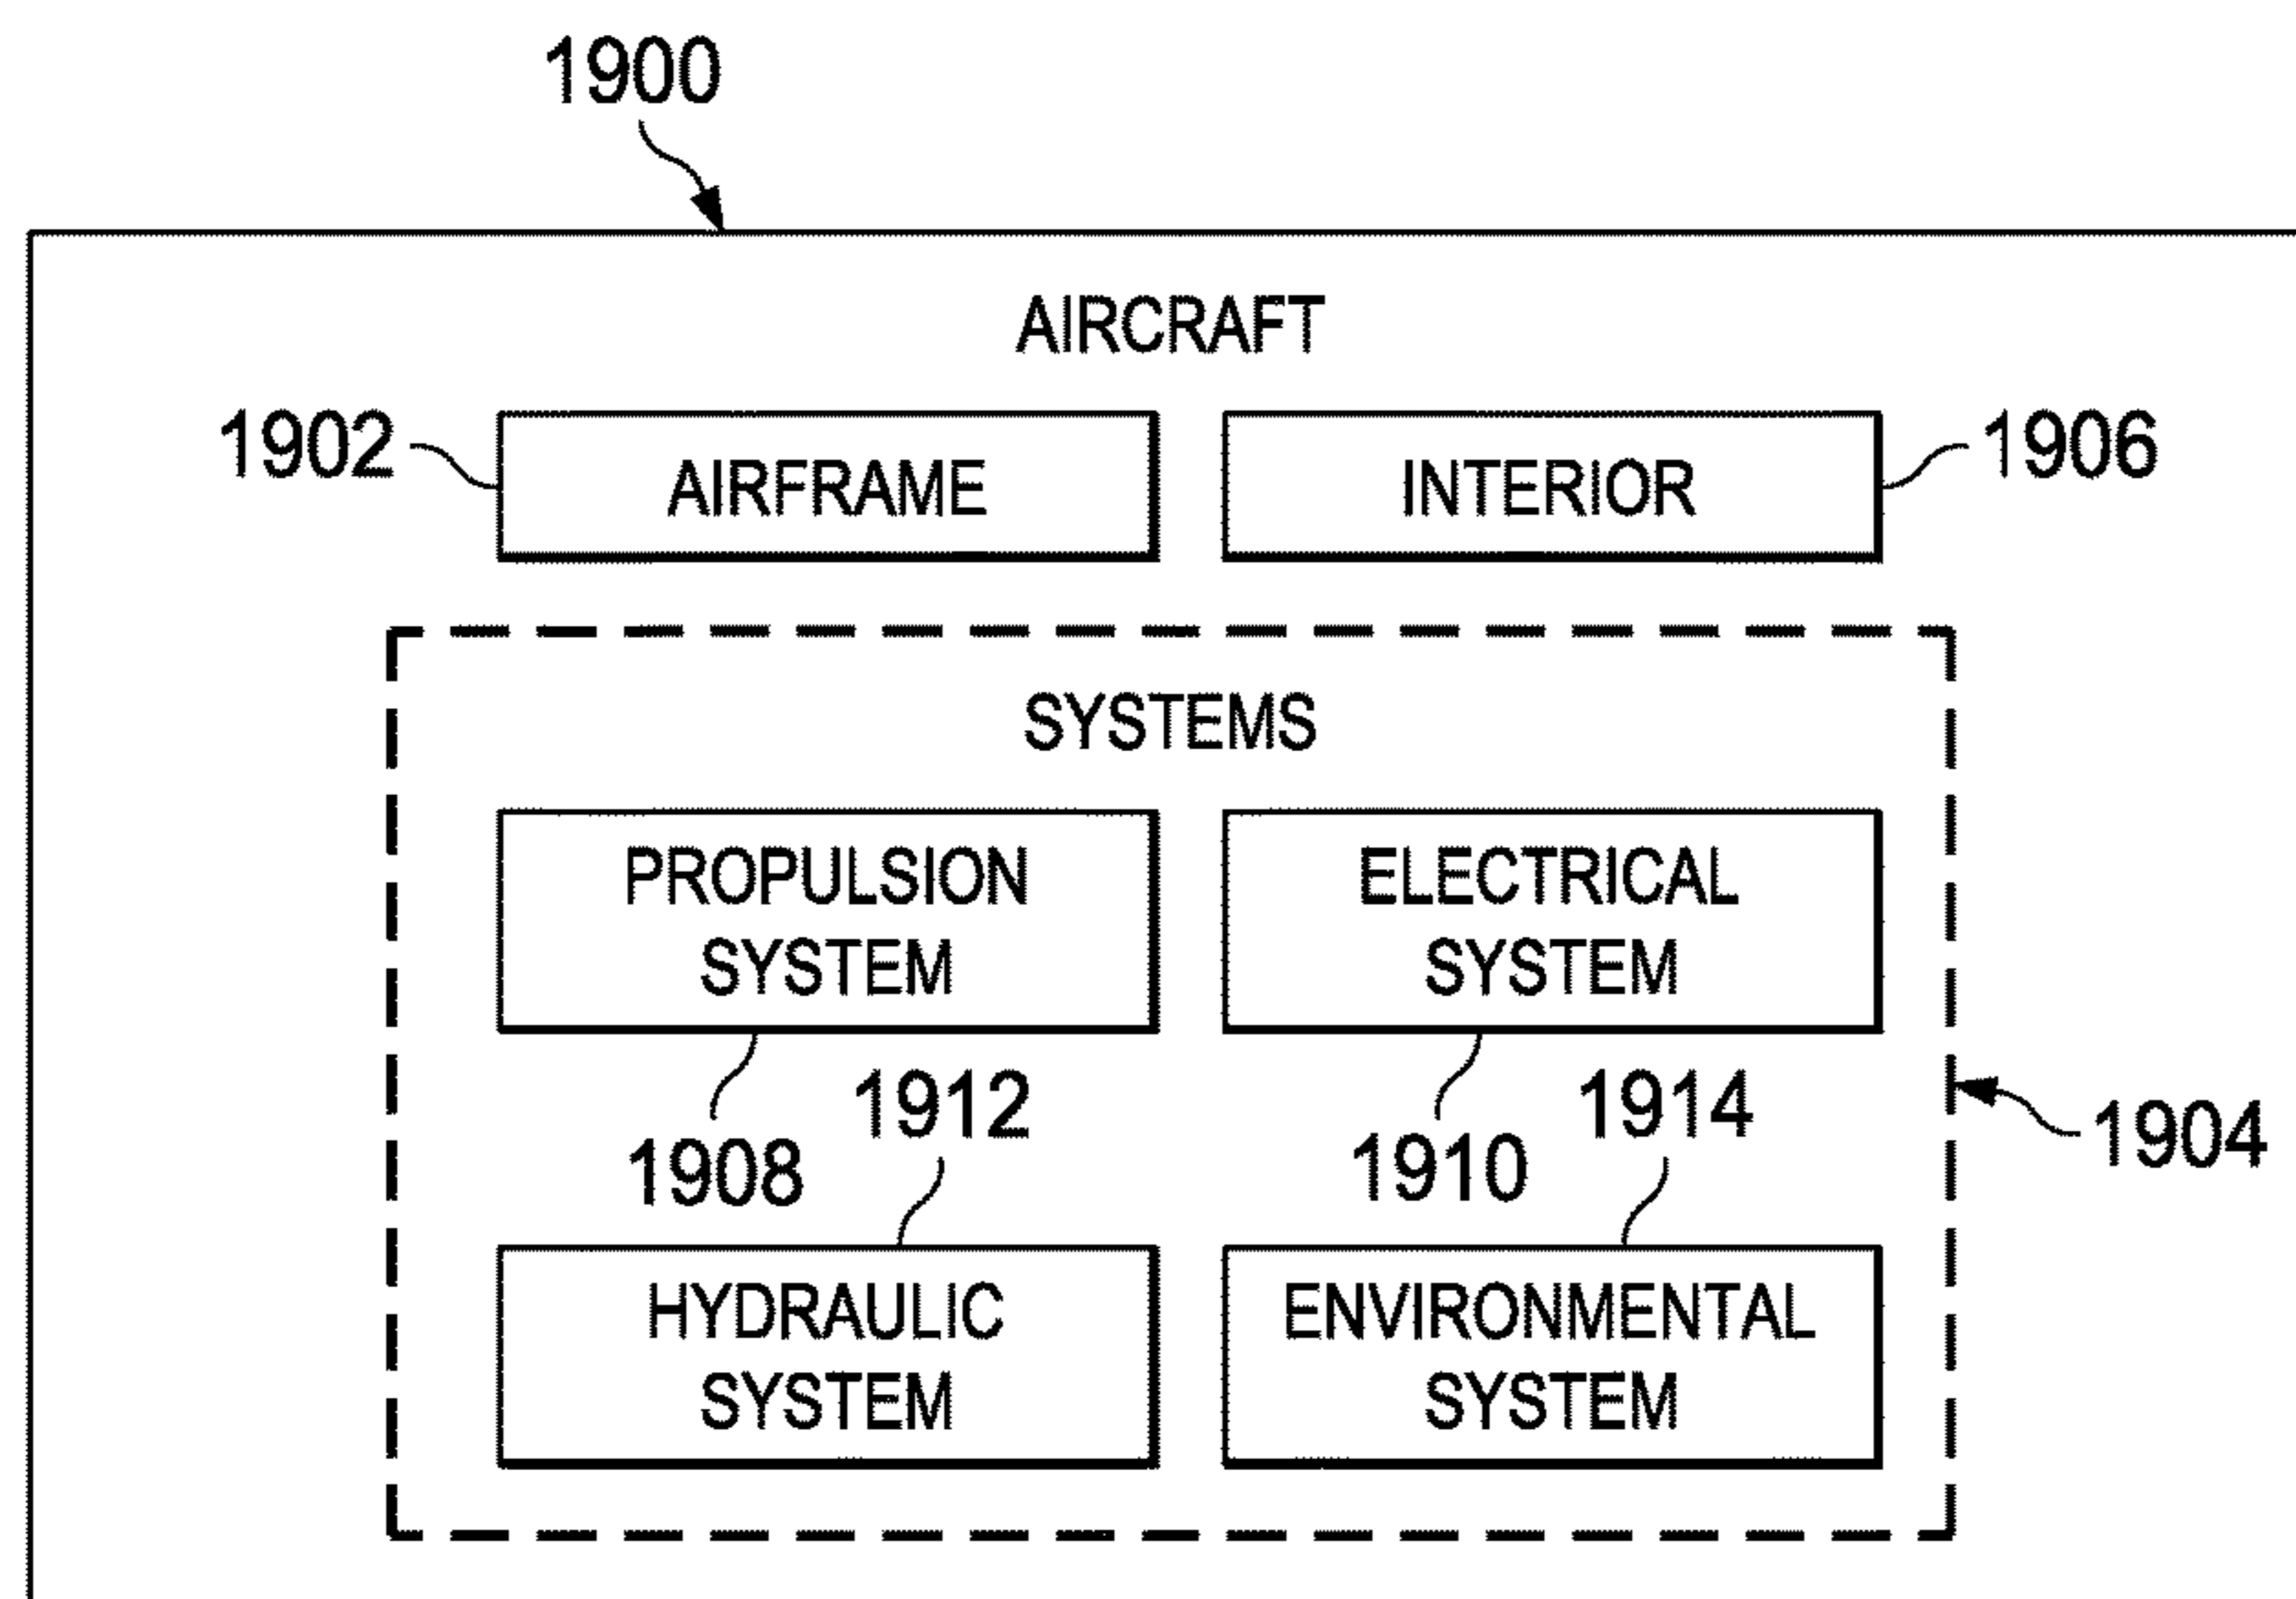 1900
AIRCRAFT
1902
AIRFRAME
INTERIOR
1906
SYSTEMS
PROPULSION
SYSTEM
ELECTRICAL
SYSTEM
1908
1912
1910
1914
1904
HYDRAULIC
SYSTEM
ENVIRONMENTAL
SYSTEM